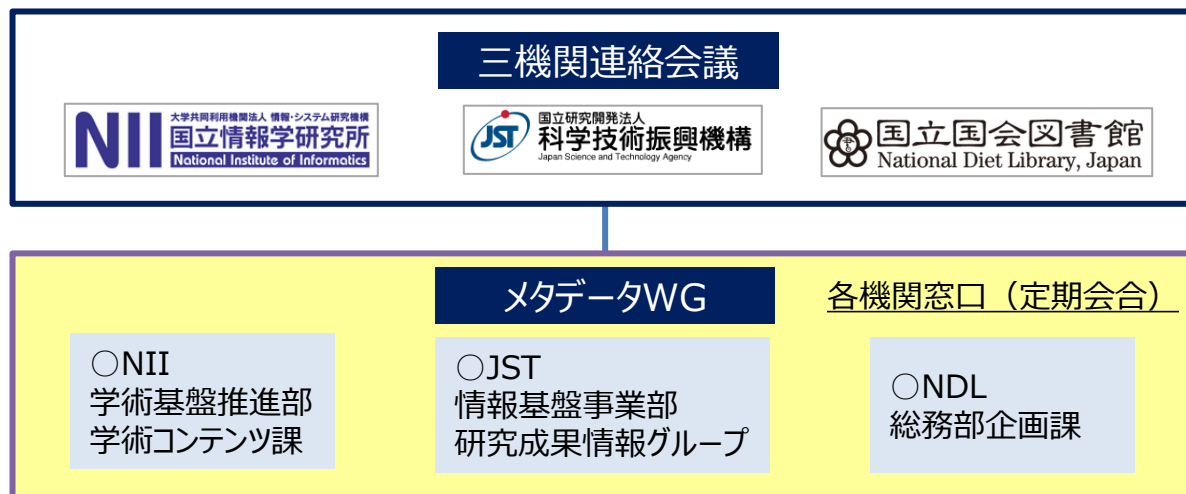 三機関連絡会議
NII
大学共同利用機関法人 情報・システム研究機構
国立情報学研究所
National Institute of Informatics
JST
国立研究開発法人
科学技術振興機構
Japan Science and Technology Agency
国立国会図書館
National Diet Library, Japan
メタデータWG
各機関窓口（定期会合）
○NII
学術基盤推進部
学術コンテンツ課
○JST
情報基盤事業部
研究成果情報グループ
○NDL
総務部企画課